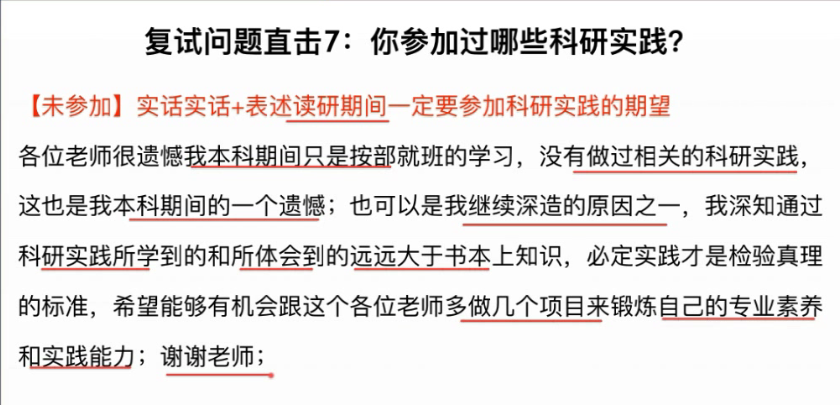 复试问题直击7：你参加过哪些科研实践？
【未参加】实话实话+表述读研期间一定要参加科研实践的期望
各位老师很遗憾我本科期间只是按部就班的学习，没有做过相关的科研实践，
这也是我本科期间的一个遗憾；也可以是我继续深造的原因之一，我深知通过
科研实践所学到的和所体会到的远远大于书本上知识，必定实践才是检验真理
的标准，希望能够有机会跟这个各位老师多做几个项目来锻炼自己的专业素养
和实践能力；谢谢老师；